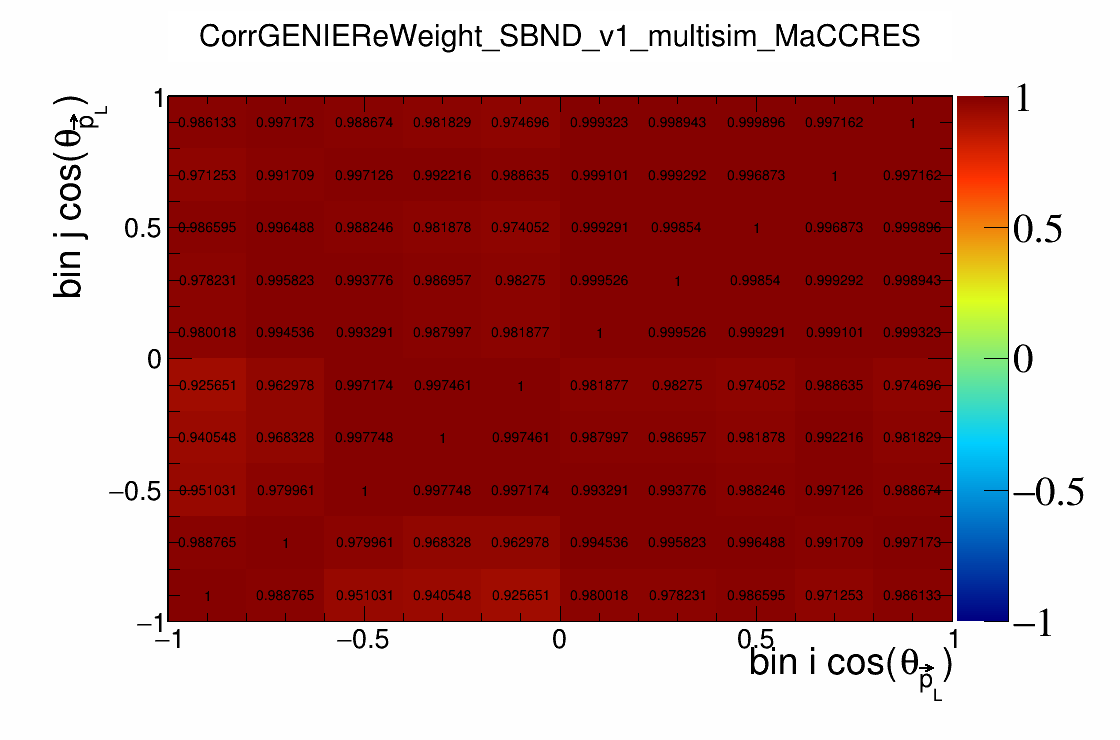 CorrGENIEReWeight_SBND_v1_multisim_MaCCRES
bin j cos(θp⃗L)
1
0.986133 0.997173 0.988674 0.981829 0.974696 0.999323 0.998943 0.999896 0.997162 1
0.971253 0.991709 0.997126 0.992216 0.988635 0.999101 0.999292 0.996873 1 0.997162
0.5
0.986595 0.996488 0.988246 0.981878 0.974052 0.999291 0.99854 1 0.996873 0.999896
0.978231 0.995823 0.993776 0.986957 0.98275 0.999526 1 0.99854 0.999292 0.998943
0.980018 0.994536 0.993291 0.987997 0.981877 1 0.999526 0.999291 0.999101 0.999323
0
0.925651 0.962978 0.997174 0.997461 1 0.981877 0.98275 0.974052 0.988635 0.974696
0.940548 0.968328 0.997748 1 0.997461 0.987997 0.986957 0.981878 0.992216 0.981829
−0.5
0.951031 0.979961 1 0.997748 0.997174 0.993291 0.993776 0.988246 0.997126 0.988674
0.988765 1 0.979961 0.968328 0.962978 0.994536 0.995823 0.996488 0.991709 0.997173
1 0.988765 0.951031 0.940548 0.925651 0.980018 0.978231 0.986595 0.971253 0.986133
−1
−1 −0.5 0 0.5 1
bin i cos(θp⃗L)
1
0.5
0
−0.5
−1